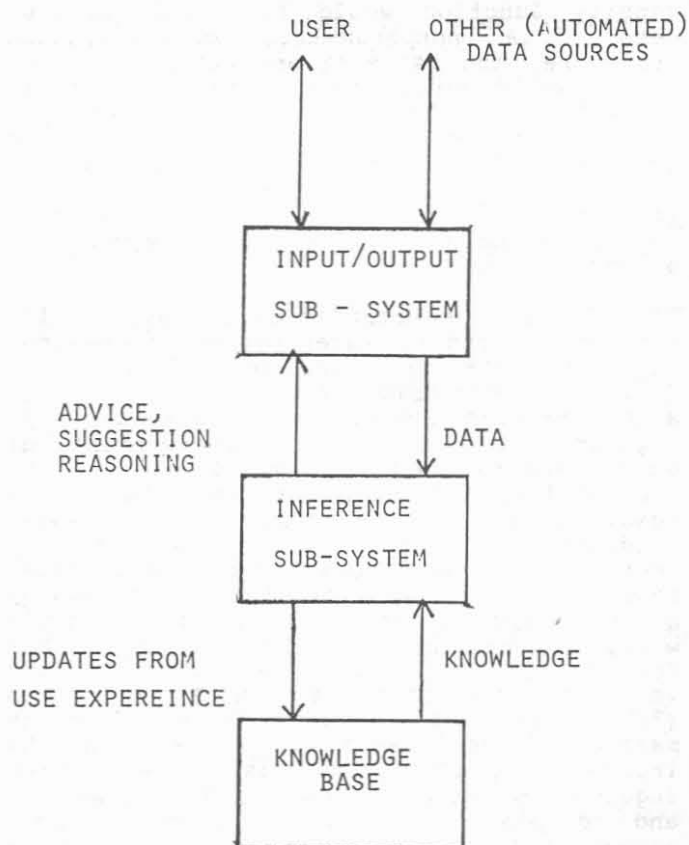 USER
OTHER (AUTOMATED)
DATA SOURCES
INPUT/OUTPUT
SUB - SYSTEM
ADVICE,
SUGGESTION
REASONING
DATA
INFERENCE
SUB-SYSTEM
UPDATES FROM
USE EXPEREINCE
KNOWLEDGE
KNOWLEDGE
BASE